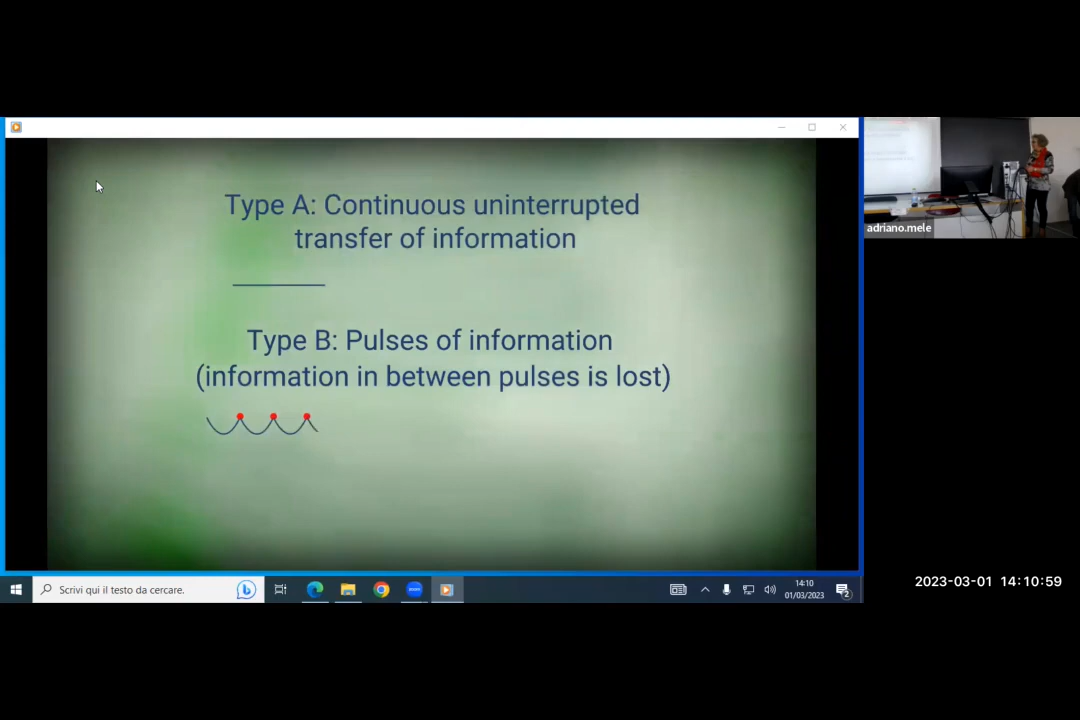 Type A: Continuous uninterrupted
transfer of information
Type B: Pulses of information
(information in between pulses is lost)
adriano.mele
2023-03-01 14:10:59
Scrivi qui il testo da cercare.
14:10
01/03/2023
2